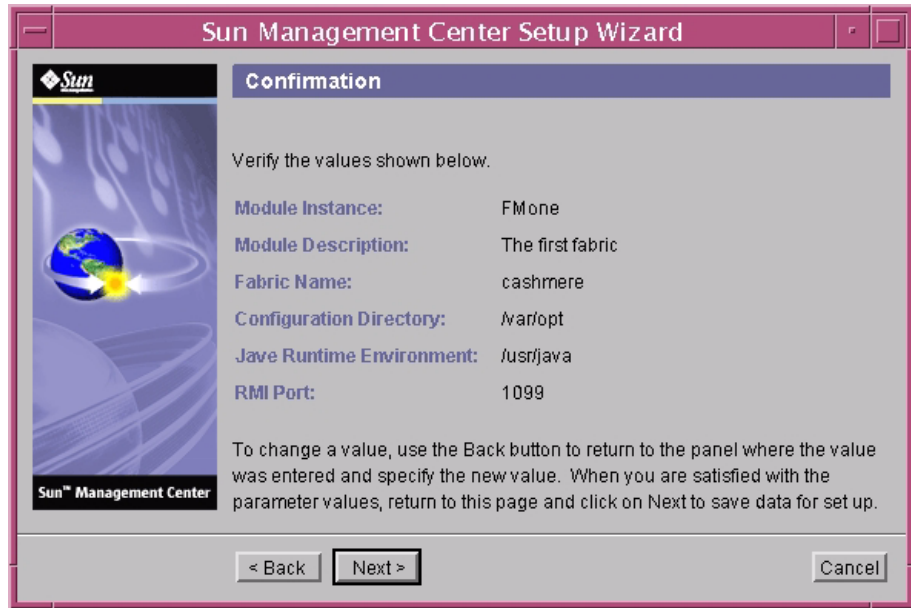 Sun Management Center Setup Wizard
Sun
Confirmation
Verify the values shown below.
Module Instance: FMone
Module Description: The first fabric
Fabric Name: cashmere
Configuration Directory: /var/opt
Jave Runtime Environment: /usr/java
RMI Port: 1099
To change a value, use the Back button to return to the panel where the value
was entered and specify the new value. When you are satisfied with the
parameter values, return to this page and click on Next to save data for set up.
Sun™ Management Center
< Back Next > Cancel